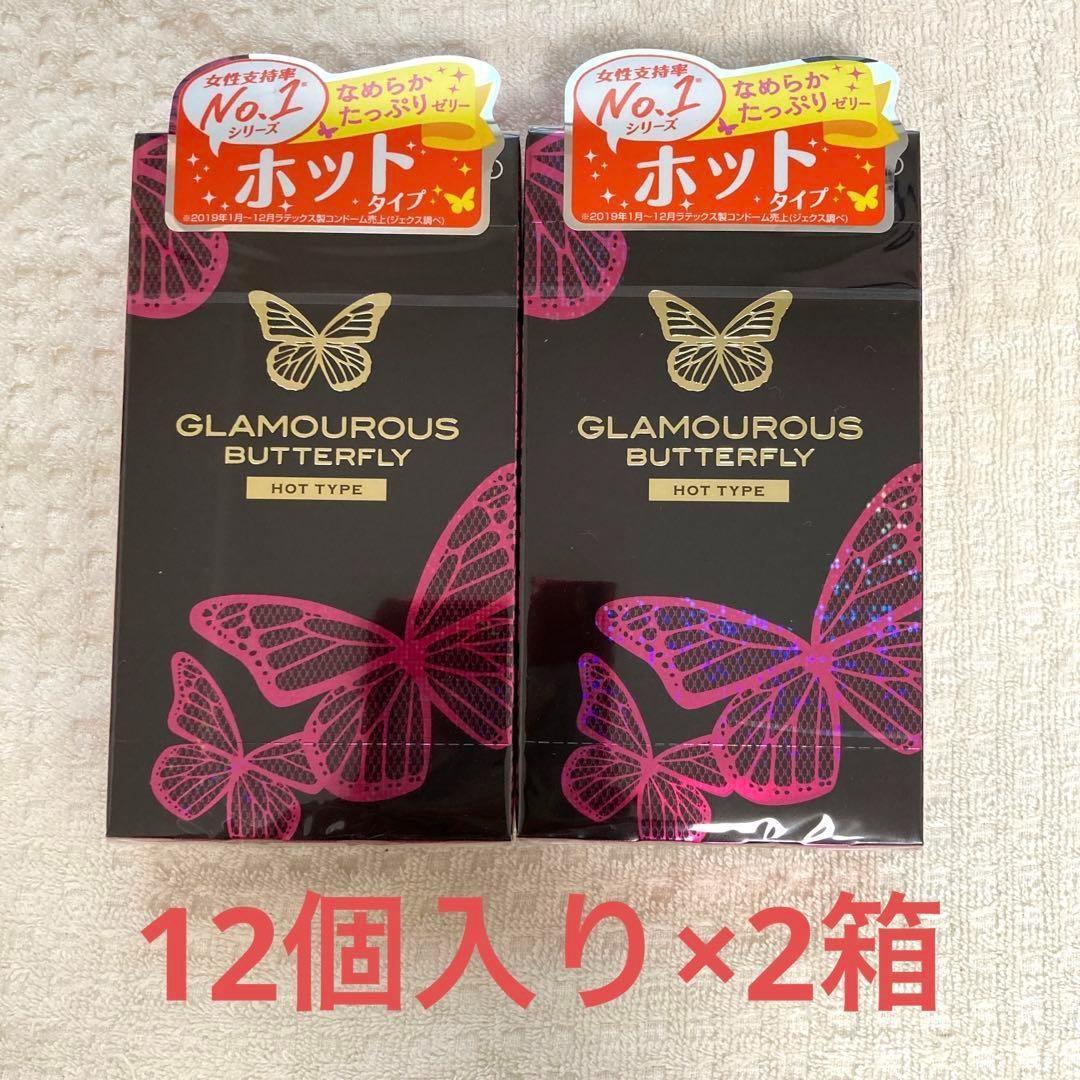 女性支持率
No.1※
シリーズ
なめらか
たっぷりゼリー
ホット
タイプ
※2019年1月～12月ラテックス製コンドーム売上(ジェクス調べ)
GLAMOUROUS
BUTTERFLY
HOT TYPE
女性支持率
No.1※
シリーズ
なめらか
たっぷりゼリー
ホット
タイプ
※2019年1月～12月ラテックス製コンドーム売上(ジェクス調べ)
GLAMOUROUS
BUTTERFLY
HOT TYPE
12個入り×2箱